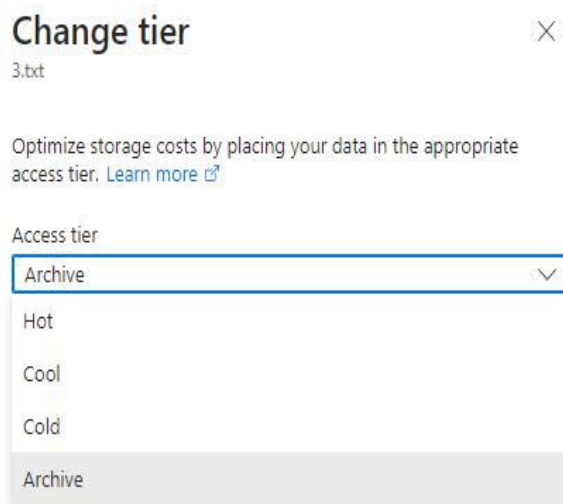 Change tier
3.txt
Optimize storage costs by placing your data in the appropriate
access tier. Learn more
Access tier
Archive
Hot
Cool
Cold
Archive